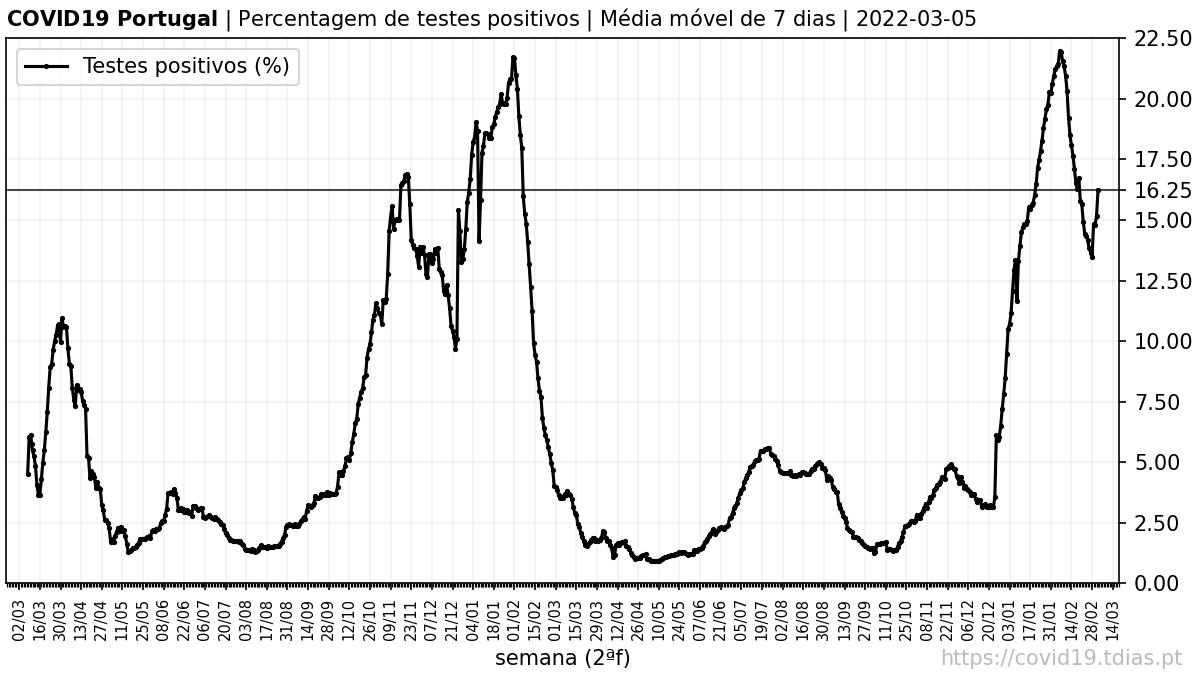 COVID19 Portugal | Percentagem de testes positivos | Média móvel de 7 dias | 2022-03-05
Testes positivos (%)
22.50
20.00
17.50
16.25
15.00
12.50
10.00
7.50
5.00
2.50
0.00
02/03 16/03 30/03 13/04 27/04 11/05 25/05 08/06 22/06 06/07 20/07 03/08 17/08 31/08 14/09 28/09 12/10 26/10 09/11 23/11 07/12 21/12 04/01 18/01 01/02 15/02 01/03 15/03 29/03 12/04 26/04 10/05 24/05 07/06 21/06 05/07 19/07 02/08 16/08 30/08 13/09 27/09 11/10 25/10 08/11 22/11 06/12 20/12 03/01 17/01 31/01 14/02 28/02 14/03
semana (2ªf)
https://covid19.tdias.pt